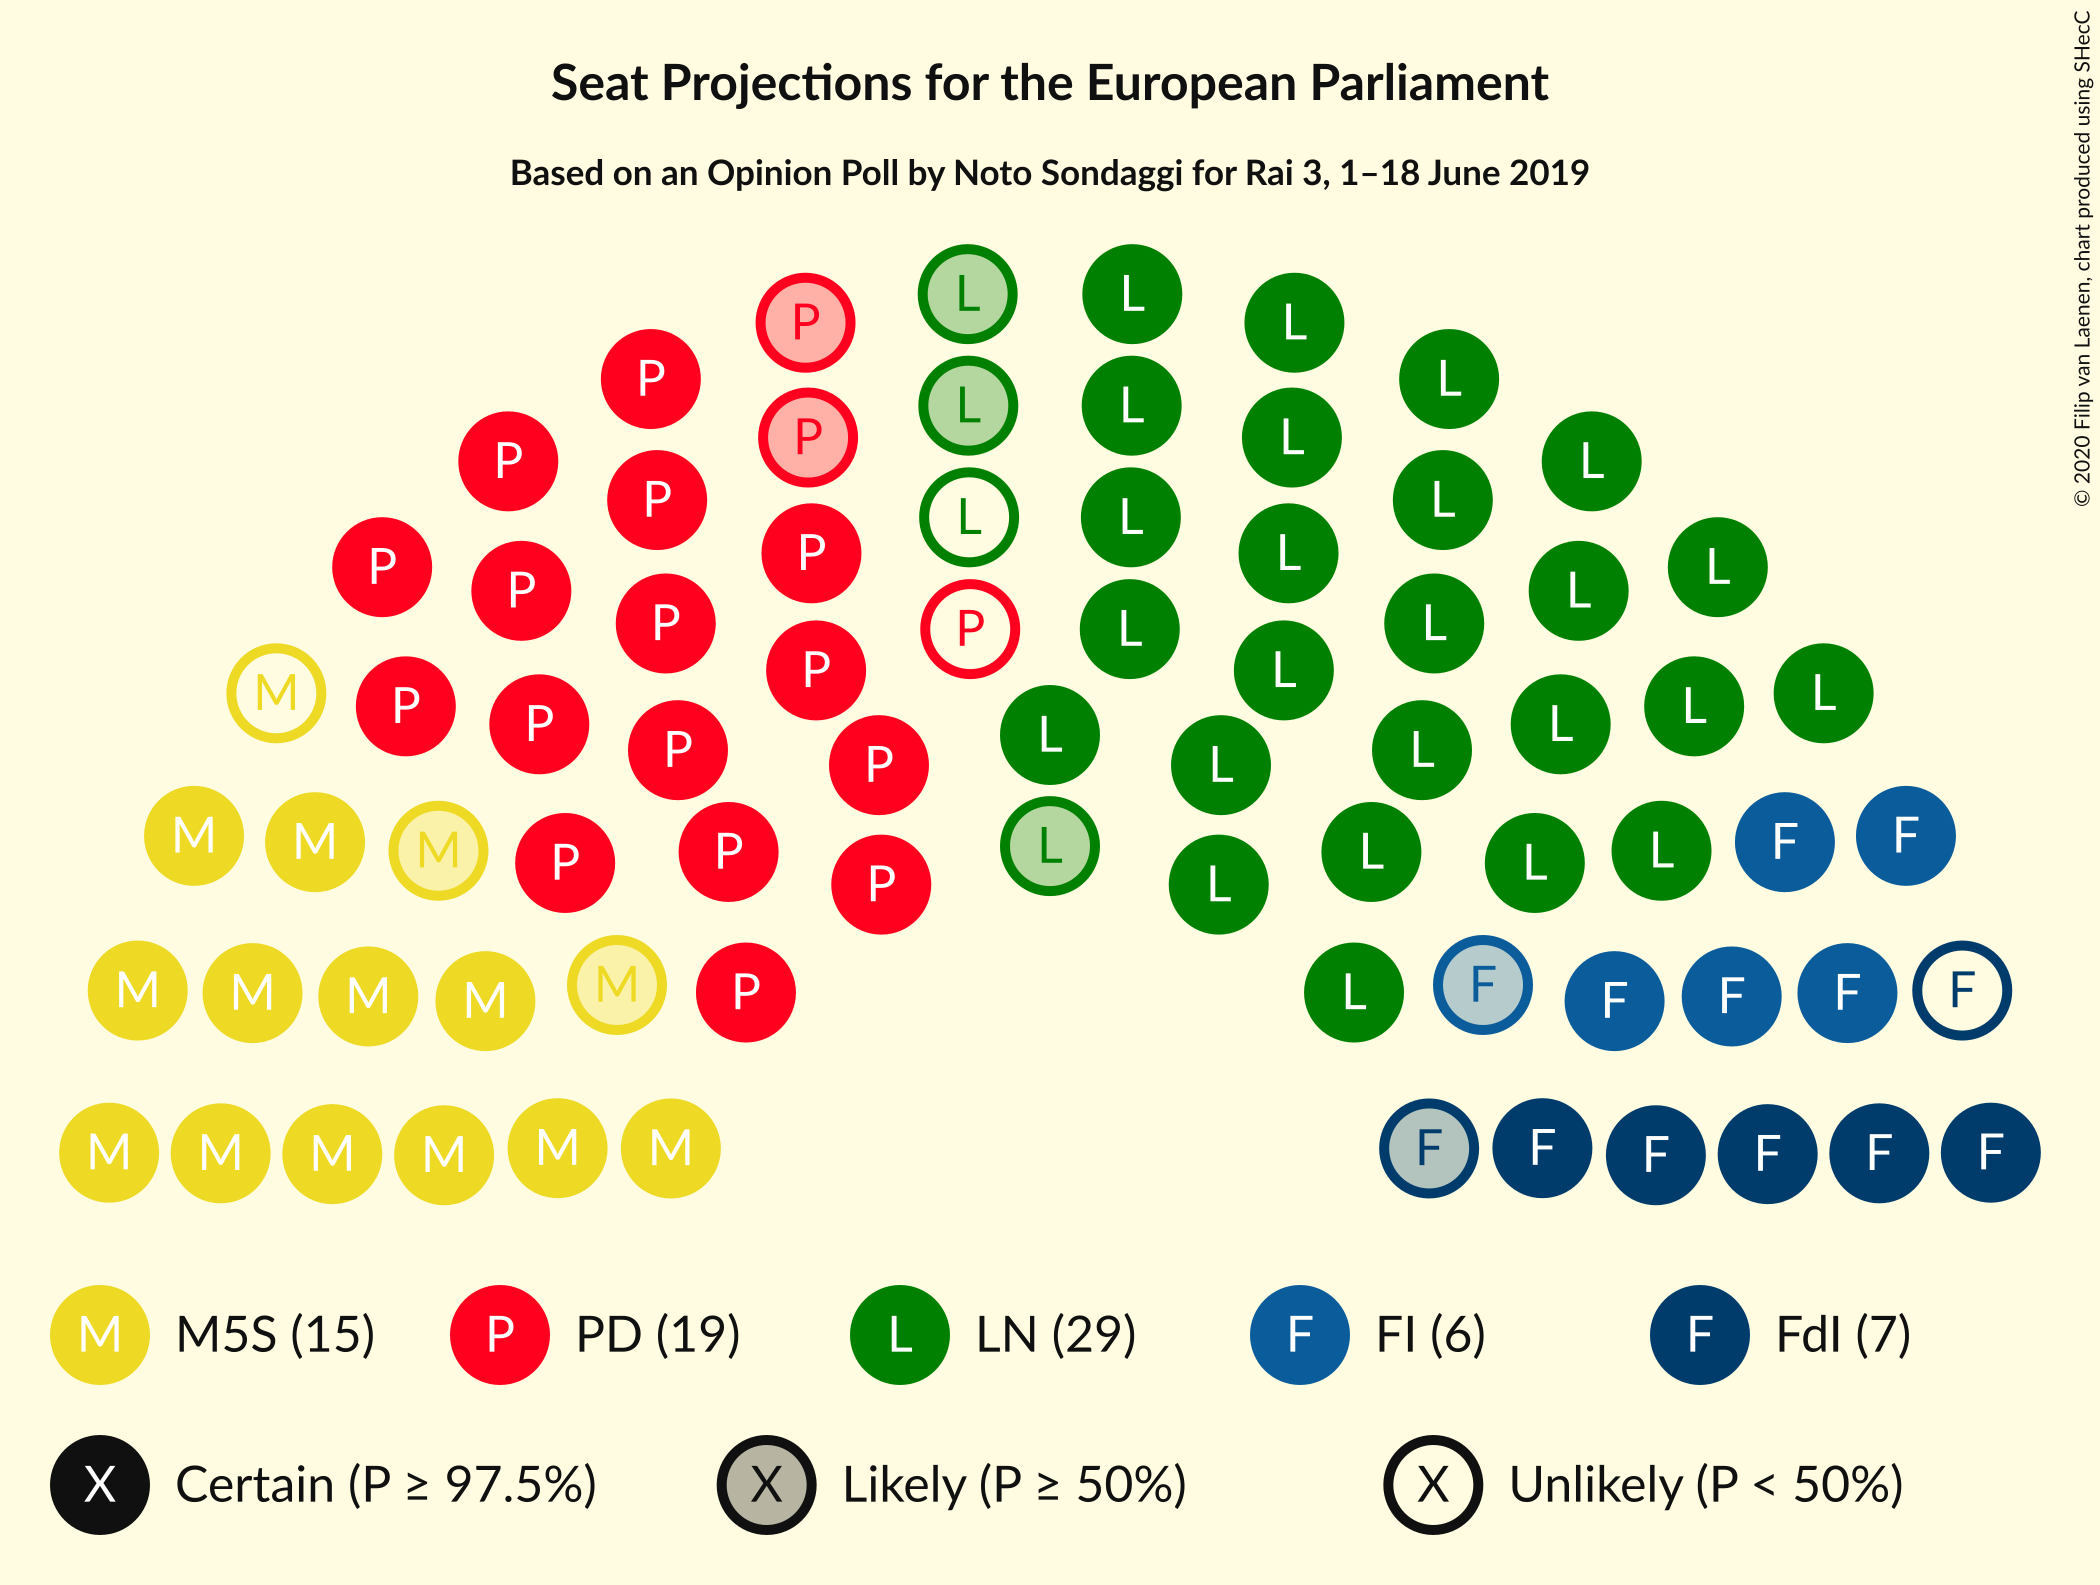 Seat Projections for the European Parliament
Based on an Opinion Poll by Noto Sondaggi for Rai 3, 1–18 June 2019
© 2020 Filip van Laenen, chart produced using SHecC
L L
P L L
P L
L L
P L
P L
P L
P L
L L
P L
P L
P L
P L
P L
P L
M L
P L
P L
L
P L
P L
M F
M F
L
M P P L L L
P L
P L
M F
M M M M P L F F F F
M M M M M M F F F F F F
M M5S (15) P PD (19) L LN (29) F FI (6) F FdI (7)
X Certain (P ≥ 97.5%) X Likely (P ≥ 50%) X Unlikely (P < 50%)